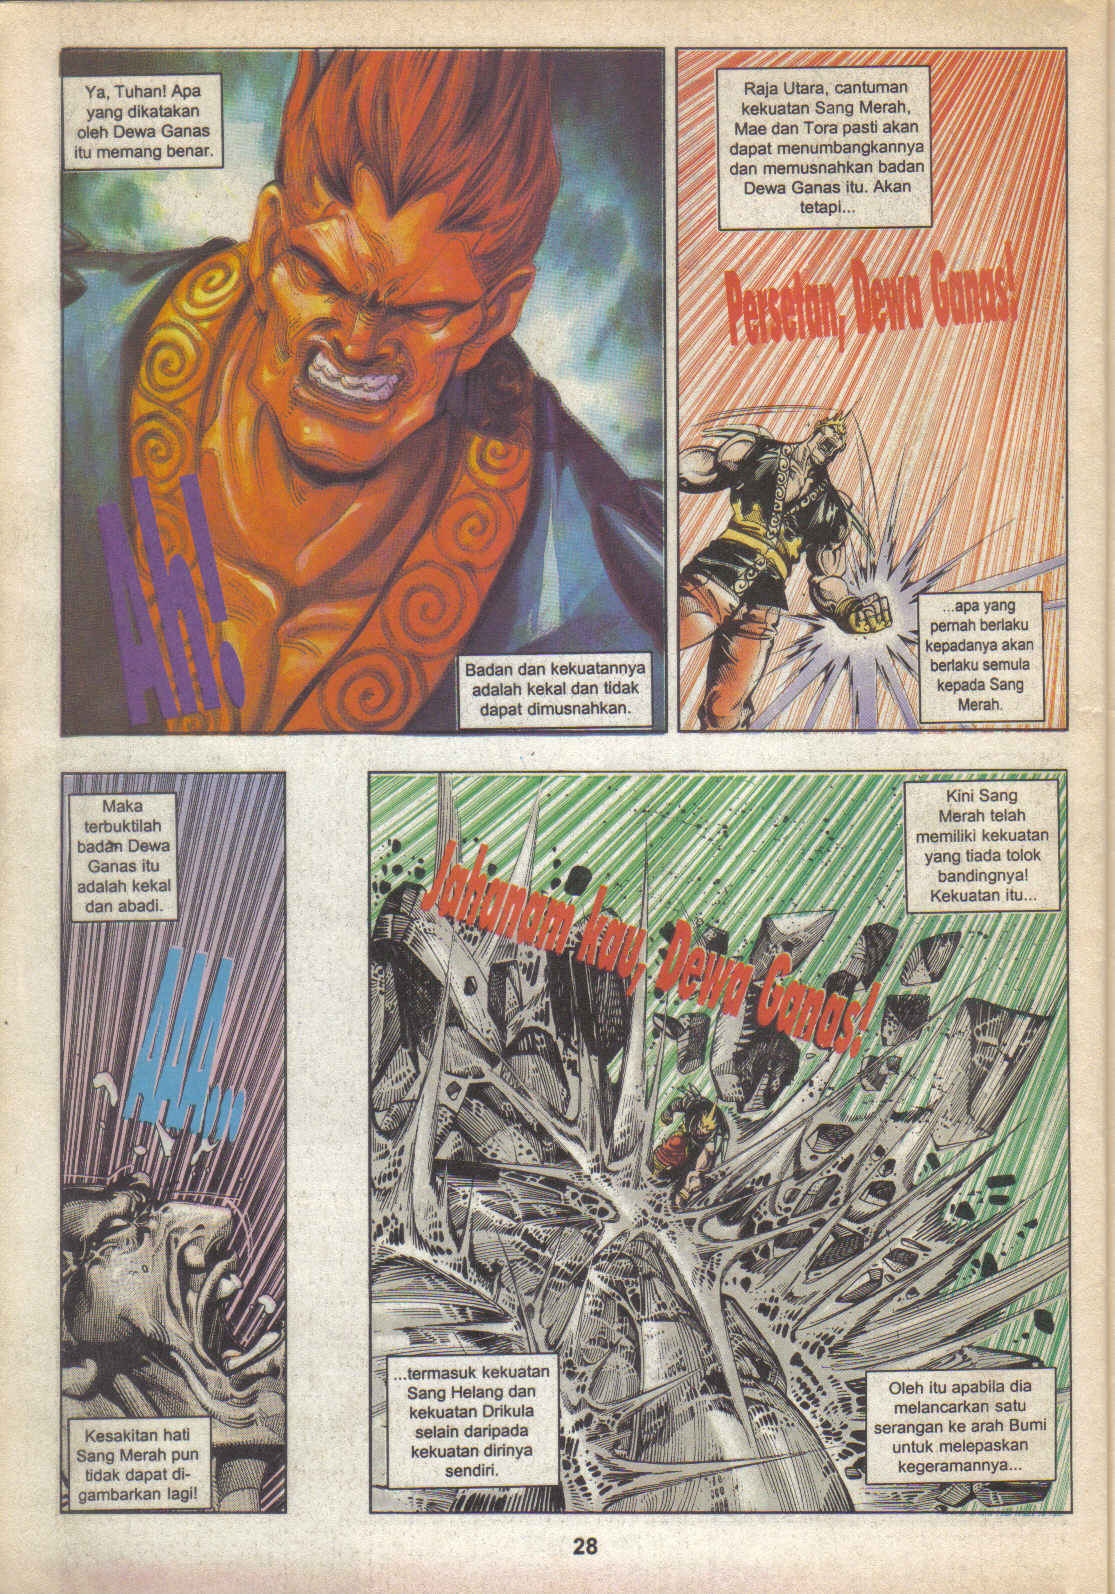 Ya, Tuhan! Apa
yang dikatakan
oleh Dewa Ganas
itu memang benar.
Ah!
Badan dan kekuatannya
adalah kekal dan tidak
dapat dimusnahkan.
Raja Utara, cantuman
kekuatan Sang Merah,
Mae dan Tora pasti akan
dapat menumbangkannya
dan memusnahkan badan
Dewa Ganas itu. Akan
tetapi...
Persetan, Dewa Ganas!
...apa yang
pernah berlaku
kepadanya akan
berlaku semula
kepada Sang
Merah.
Maka
terbuktilah
badan Dewa
Ganas itu
adalah kekal
dan abadi.
AAAA,,,
Kesakitan hati
Sang Merah pun
tidak dapat di-
gambarkan lagi!
Kini Sang
Merah telah
memiliki kekuatan
yang tiada tolok
bandingnya!
Kekuatan itu...
Jahanam kau, Dewa Ganas!
...termasuk kekuatan
Sang Helang dan
kekuatan Drikula
selain daripada
kekuatan dirinya
sendiri.
Oleh itu apabila dia
melancarkan satu
serangan ke arah Bumi
untuk melepaskan
kegeramannya...
28